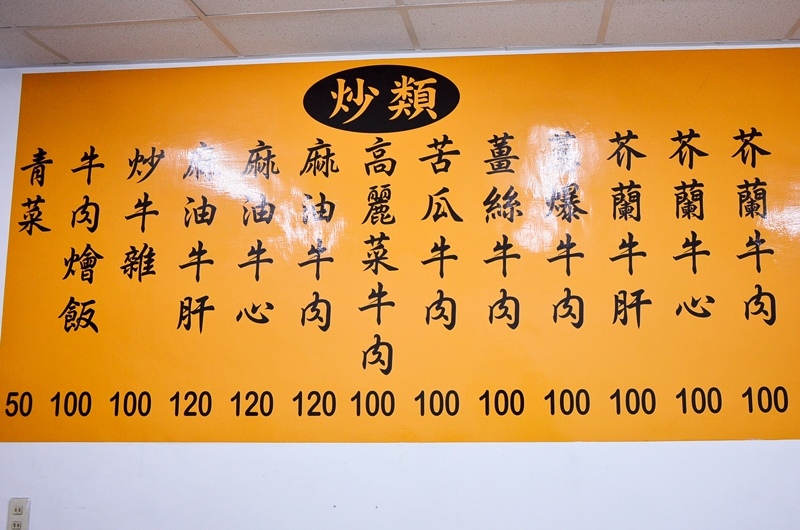 炒類
芥蘭牛肉 100
芥蘭牛心 100
芥蘭牛肝 100
蔥爆牛肉 100
薑絲牛肉 100
苦瓜牛肉 100
高麗菜牛肉 100
麻油牛肉 120
麻油牛心 120
麻油牛肝 120
炒牛雜 100
牛肉燴飯 100
青菜 50